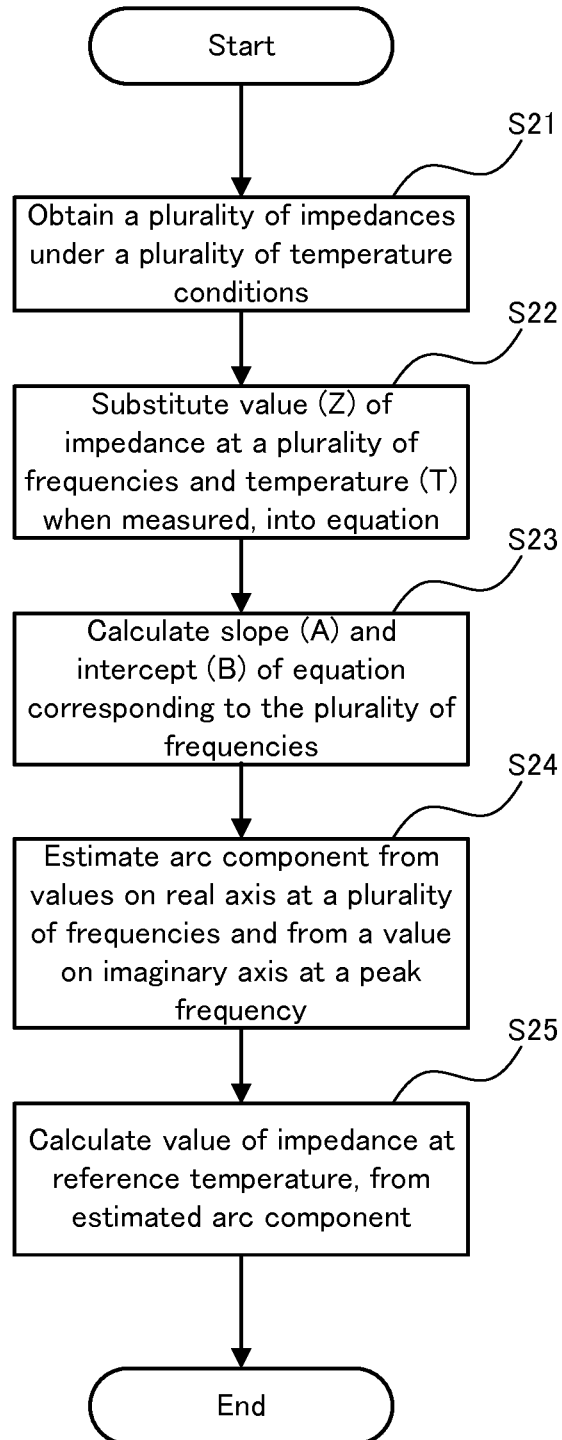 Start
S21
Obtain a plurality of impedances
under a plurality of temperature
conditions
S22
Substitute value (Z) of
impedance at a plurality of
frequencies and temperature (T)
when measured, into equation
S23
Calculate slope (A) and
intercept (B) of equation
corresponding to the plurality of
frequencies
S24
Estimate arc component from
values on real axis at a plurality
of frequencies and from a value
on imaginary axis at a peak
frequency
S25
Calculate value of impedance at
reference temperature, from
estimated arc component
End